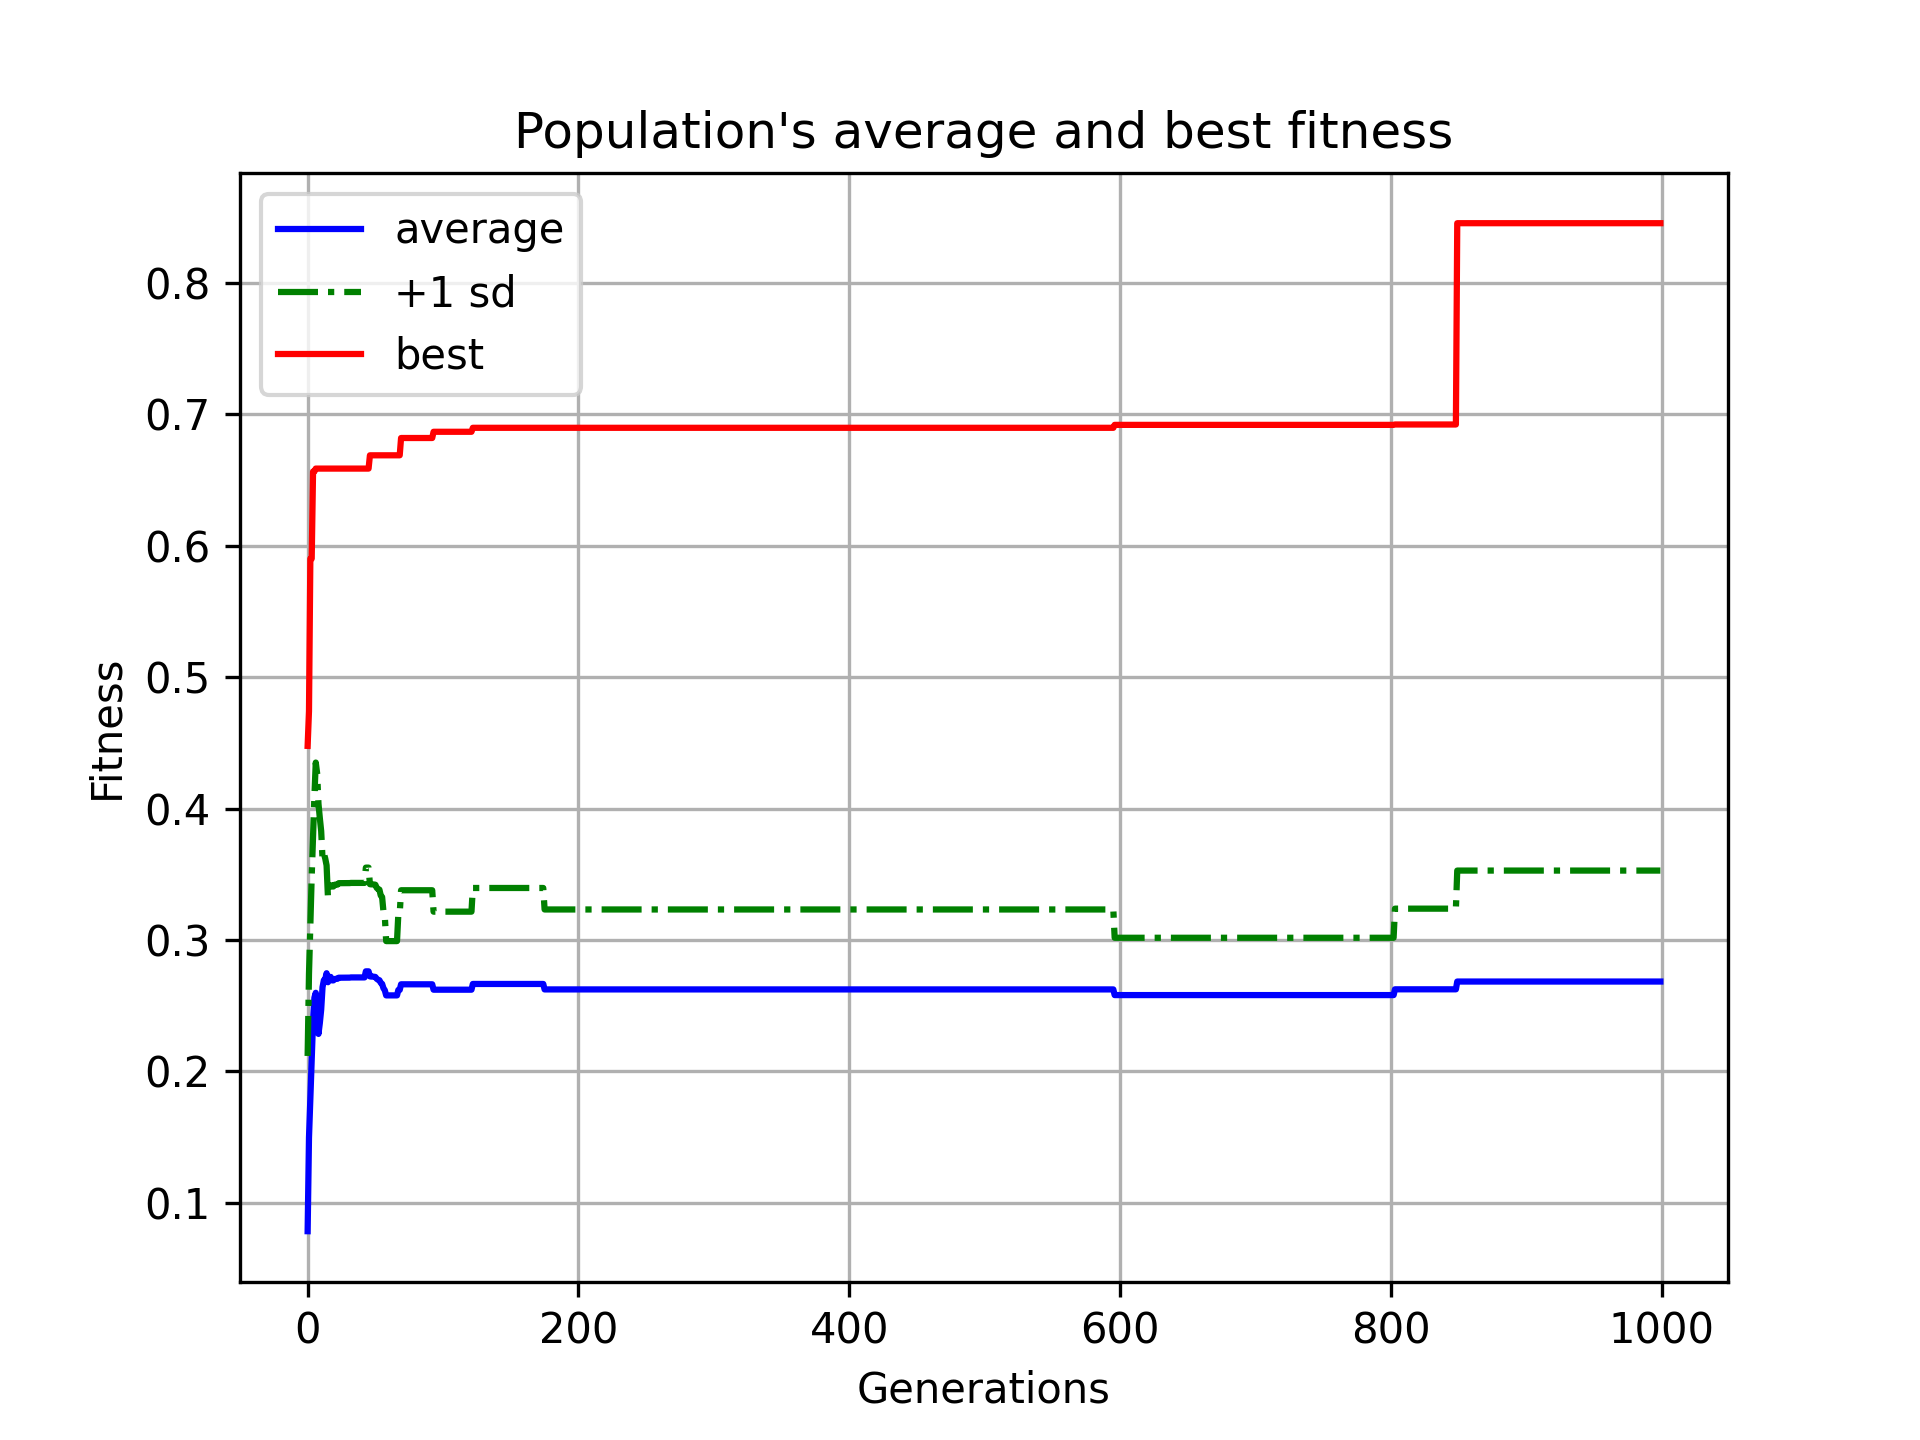 Population's average and best fitness
average
+1 sd
best
Fitness
0.8
0.7
0.6
0.5
0.4
0.3
0.2
0.1
0 200 400 600 800 1000
Generations